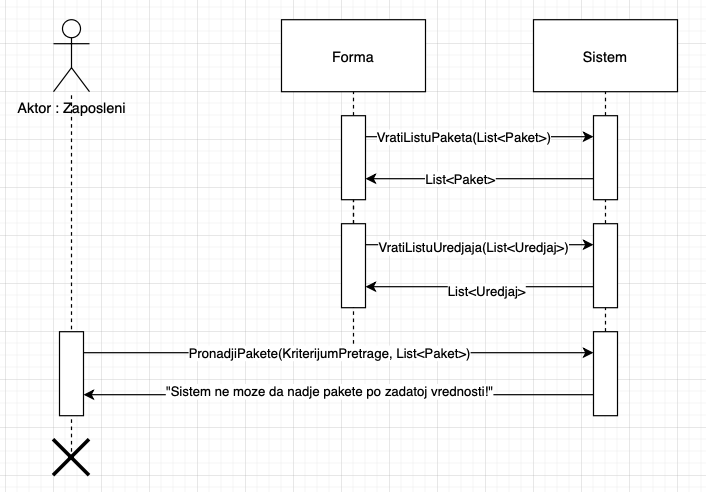 Forma
Sistem
Aktor : Zaposleni
VratiListuPaketa(List<Paket>)
List<Paket>
VratiListuUredjaja(List<Uredjaj>)
List<Uredjaj>
PronadjiPakete(KriterijumPretrage, List<Paket>)
"Sistem ne moze da nadje pakete po zadatoj vrednosti!"